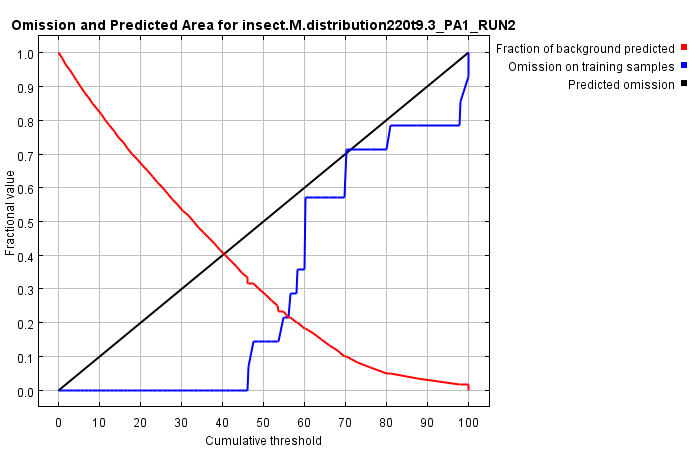 Omission and Predicted Area for insect.M.distribution220t9.3_PA1_RUN2
Fraction of background predicted
Omission on training samples
Predicted omission
1.0
0.9
0.8
0.7
0.6
0.5
0.4
0.3
0.2
0.1
0.0
Fractional value
0 10 20 30 40 50 60 70 80 90 100
Cumulative threshold